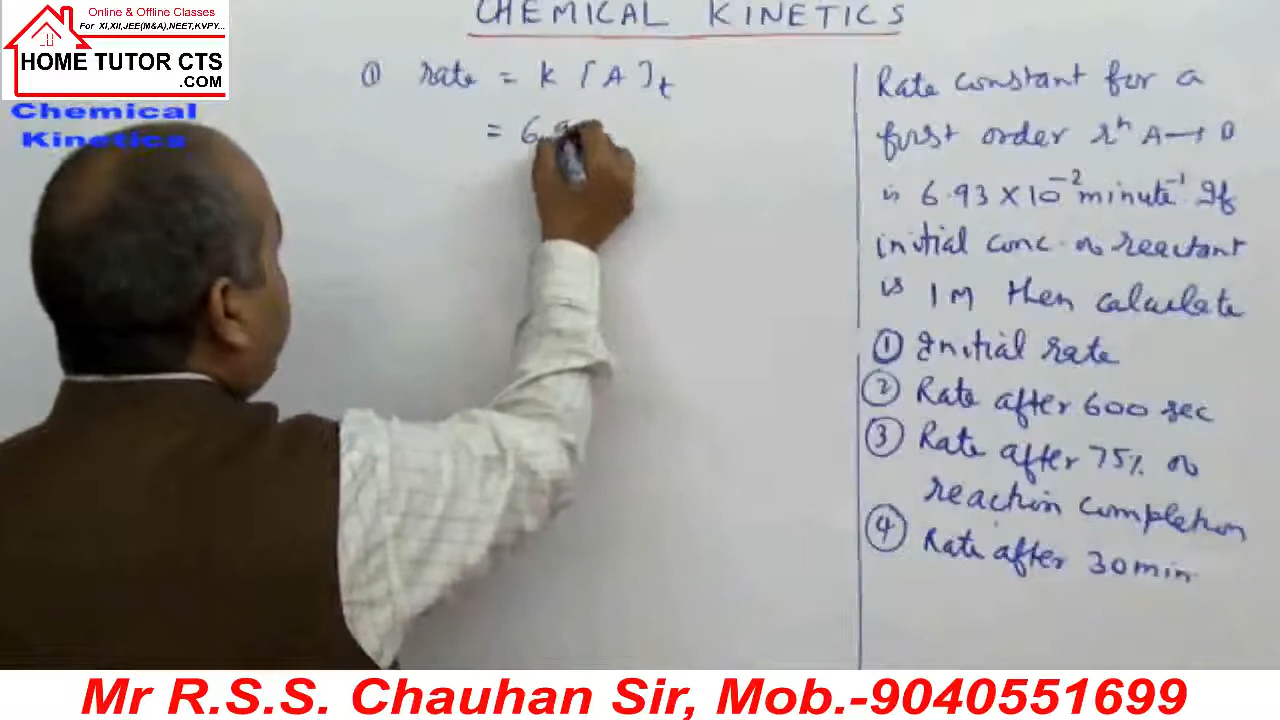 Online & Offline Classes
For XI,XII,JEE(M&A),NEET,KVPY...
HOME TUTOR CTS
.COM
Chemical
Kinetics
CHEMICAL KINETICS
① rate = K [A]t
= 6.9
Rate constant for a
first order rⁿ A→
is 6.93 × 10⁻² minute⁻¹ If
initial conc. of reactant
is 1M then calculate
① Initial rate
② Rate after 600 sec
③ Rate after 75% of
reaction completion
④ Rate after 30min
Mr R.S.S. Chauhan Sir, Mob.-9040551699